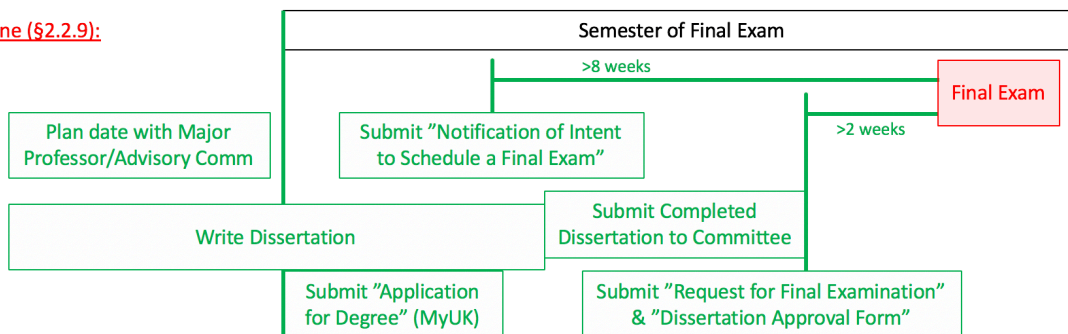 ne (§2.2.9):
Semester of Final Exam
>8 weeks
Final Exam
>2 weeks
Plan date with Major
Professor/Advisory Comm
Submit ”Notification of Intent
to Schedule a Final Exam”
Submit Completed
Dissertation to Committee
Write Dissertation
Submit ”Application
for Degree” (MyUK)
Submit ”Request for Final Examination”
& ”Dissertation Approval Form”